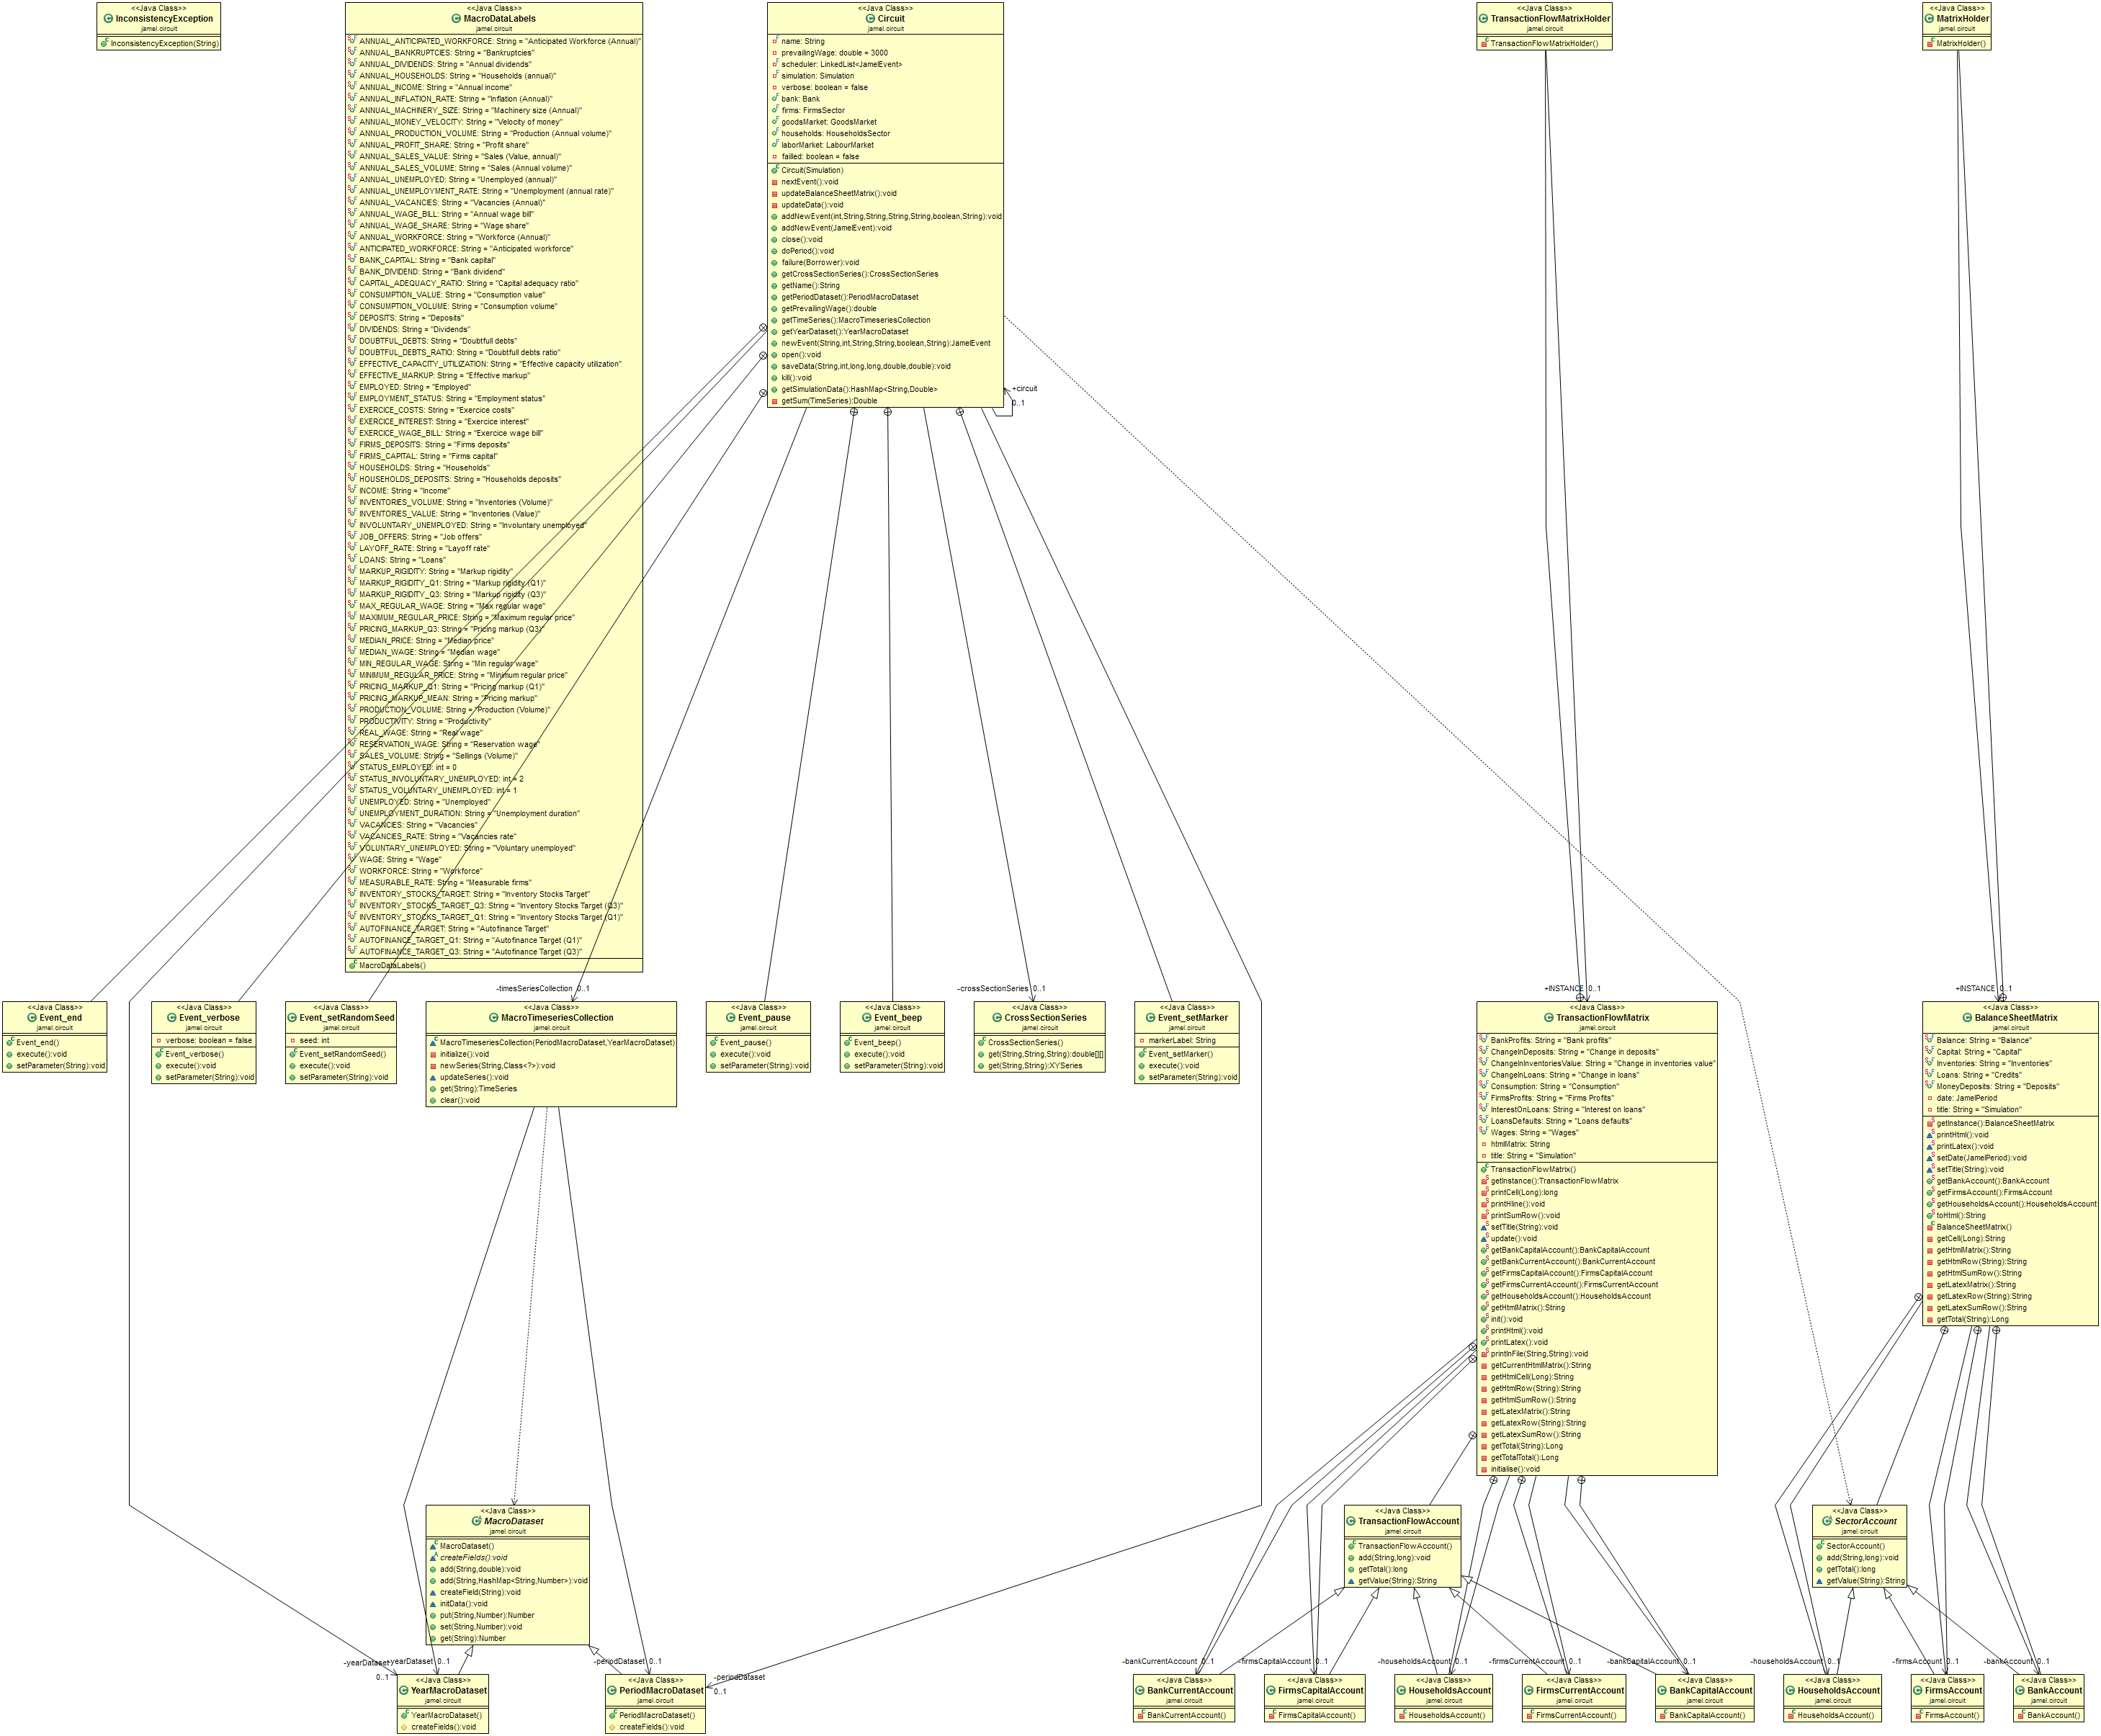 <<Java Class>>
InconsistencyException
jamel.circuit
InconsistencyException(String)
<<Java Class>>
MacroDataLabels
jamel.circuit
ANNUAL_ANTICIPATED_WORKFORCE: String = "Anticipated Workforce (Annual)"
ANNUAL_BANKRUPTCIES: String = "Bankruptcies"
ANNUAL_DIVIDENDS: String = "Annual dividends"
ANNUAL_HOUSEHOLDS: String = "Households (annual)"
ANNUAL_INCOME: String = "Annual income"
ANNUAL_INFLATION_RATE: String = "Inflation (Annual)"
ANNUAL_MACHINERY_SIZE: String = "Machinery size (Annual)"
ANNUAL_MONEY_VELOCITY: String = "Velocity of money"
ANNUAL_PRODUCTION_VOLUME: String = "Production (Annual volume)"
ANNUAL_PROFIT_SHARE: String = "Profit share"
ANNUAL_SALES_VALUE: String = "Sales (Value, annual)"
ANNUAL_SALES_VOLUME: String = "Sales (Annual volume)"
ANNUAL_UNEMPLOYED: String = "Unemployed (annual)"
ANNUAL_UNEMPLOYMENT_RATE: String = "Unemployment (annual rate)"
ANNUAL_VACANCIES: String = "Vacancies (Annual)"
ANNUAL_WAGE_BILL: String = "Annual wage bill"
ANNUAL_WAGE_SHARE: String = "Wage share"
ANNUAL_WORKFORCE: String = "Workforce (Annual)"
ANTICIPATED_WORKFORCE: String = "Anticipated workforce"
BANK_CAPITAL: String = "Bank capital"
BANK_DIVIDEND: String = "Bank dividend"
CAPITAL_ADEQUACY_RATIO: String = "Capital adequacy ratio"
CONSUMPTION_VALUE: String = "Consumption value"
CONSUMPTION_VOLUME: String = "Consumption volume"
DEPOSITS: String = "Deposits"
DIVIDENDS: String = "Dividends"
DOUBTFUL_DEBTS: String = "Doubtfull debts"
DOUBTFUL_DEBTS_RATIO: String = "Doubtfull debts ratio"
EFFECTIVE_CAPACITY_UTILIZATION: String = "Effective capacity utilization"
EFFECTIVE_MARKUP: String = "Effective markup"
EMPLOYED: String = "Employed"
EMPLOYMENT_STATUS: String = "Employment status"
EXERCICE_COSTS: String = "Exercice costs"
EXERCICE_INTEREST: String = "Exercice interest"
EXERCICE_WAGE_BILL: String = "Exercice wage bill"
FIRMS_DEPOSITS: String = "Firms deposits"
FIRMS_CAPITAL: String = "Firms capital"
HOUSEHOLDS: String = "Households"
HOUSEHOLDS_DEPOSITS: String = "Households deposits"
INCOME: String = "Income"
INVENTORIES_VOLUME: String = "Inventories (Volume)"
INVENTORIES_VALUE: String = "Inventories (Value)"
INVOLUNTARY_UNEMPLOYED: String = "Involuntary unemployed"
JOB_OFFERS: String = "Job offers"
LAYOFF_RATE: String = "Layoff rate"
LOANS: String = "Loans"
MARKUP_RIGIDITY: String = "Markup rigidity"
MARKUP_RIGIDITY_Q1: String = "Markup rigidity (Q1)"
MARKUP_RIGIDITY_Q3: String = "Markup rigidity (Q3)"
MAX_REGULAR_WAGE: String = "Max regular wage"
MAXIMUM_REGULAR_PRICE: String = "Maximum regular price"
PRICING_MARKUP_Q3: String = "Pricing markup (Q3)"
MEDIAN_PRICE: String = "Median price"
MEDIAN_WAGE: String = "Median wage"
MIN_REGULAR_WAGE: String = "Min regular wage"
MINIMUM_REGULAR_PRICE: String = "Minimum regular price"
PRICING_MARKUP_Q1: String = "Pricing markup (Q1)"
PRICING_MARKUP_MEAN: String = "Pricing markup"
PRODUCTION_VOLUME: String = "Production (Volume)"
PRODUCTIVITY: String = "Productivity"
REAL_WAGE: String = "Real wage"
RESERVATION_WAGE: String = "Reservation wage"
SALES_VOLUME: String = "Sellings (Volume)"
STATUS_EMPLOYED: int = 0
STATUS_INVOLUNTARY_UNEMPLOYED: int = 2
STATUS_VOLUNTARY_UNEMPLOYED: int = 1
UNEMPLOYED: String = "Unemployed"
UNEMPLOYMENT_DURATION: String = "Unemployment duration"
VACANCIES: String = "Vacancies"
VACANCIES_RATE: String = "Vacancies rate"
VOLUNTARY_UNEMPLOYED: String = "Voluntary unemployed"
WAGE: String = "Wage"
WORKFORCE: String = "Workforce"
MEASURABLE_RATE: String = "Measurable firms"
INVENTORY_STOCKS_TARGET: String = "Inventory Stocks Target"
INVENTORY_STOCKS_TARGET_Q3: String = "Inventory Stocks Target (Q3)"
INVENTORY_STOCKS_TARGET_Q1: String = "Inventory Stocks Target (Q1)"
AUTOFINANCE_TARGET: String = "Autofinance Target"
AUTOFINANCE_TARGET_Q1: String = "Autofinance Target (Q1)"
AUTOFINANCE_TARGET_Q3: String = "Autofinance Target (Q3)"
MacroDataLabels()
<<Java Class>>
Circuit
jamel.circuit
name: String
prevailingWage: double = 3000
scheduler: LinkedList<JamelEvent>
simulation: Simulation
verbose: boolean = false
bank: Bank
firms: FirmsSector
goodsMarket: GoodsMarket
households: HouseholdsSector
laborMarket: LabourMarket
failled: boolean = false
Circuit(Simulation)
nextEvent():void
updateBalanceSheetMatrix():void
updateData():void
addNewEvent(int,String,String,String,String,boolean,String):void
addNewEvent(JamelEvent):void
close():void
doPeriod():void
failure(Borrower):void
getCrossSectionSeries():CrossSectionSeries
getName():String
getPeriodDataset():PeriodMacroDataset
getPrevailingWage():double
getTimeSeries():MacroTimeseriesCollection
getYearDataset():YearMacroDataset
newEvent(String,int,String,String,boolean,String):JamelEvent
open():void
saveData(String,int,long,long,double,double):void
kill():void
getSimulationData():HashMap<String,Double>
getSum(TimeSeries):Double
+circuit
0..1
<<Java Class>>
TransactionFlowMatrixHolder
jamel.circuit
TransactionFlowMatrixHolder()
<<Java Class>>
MatrixHolder
jamel.circuit
MatrixHolder()
<<Java Class>>
Event_end
jamel.circuit
Event_end()
execute():void
setParameter(String):void
<<Java Class>>
Event_verbose
jamel.circuit
verbose: boolean = false
Event_verbose()
execute():void
setParameter(String):void
<<Java Class>>
Event_setRandomSeed
jamel.circuit
seed: int
Event_setRandomSeed()
execute():void
setParameter(String):void
-timesSeriesCollection 0..1
<<Java Class>>
MacroTimeseriesCollection
jamel.circuit
MacroTimeseriesCollection(PeriodMacroDataset,YearMacroDataset)
initialize():void
newSeries(String,Class<?>):void
updateSeries():void
get(String):TimeSeries
clear():void
<<Java Class>>
Event_pause
jamel.circuit
Event_pause()
execute():void
setParameter(String):void
<<Java Class>>
Event_beep
jamel.circuit
Event_beep()
execute():void
setParameter(String):void
-crossSectionSeries 0..1
<<Java Class>>
CrossSectionSeries
jamel.circuit
CrossSectionSeries()
get(String,String,String):double[][]
get(String,String):XYSeries
<<Java Class>>
Event_setMarker
jamel.circuit
markerLabel: String
Event_setMarker()
execute():void
setParameter(String):void
+INSTANCE 0..1
<<Java Class>>
TransactionFlowMatrix
jamel.circuit
BankProfits: String = "Bank profits"
ChangeInDeposits: String = "Change in deposits"
ChangeInInventoriesValue: String = "Change in inventories value"
ChangeInLoans: String = "Change in loans"
Consumption: String = "Consumption"
FirmsProfits: String = "Firms Profits"
InterestOnLoans: String = "Interest on loans"
LoansDefaults: String = "Loans defaults"
Wages: String = "Wages"
htmlMatrix: String
title: String = "Simulation"
TransactionFlowMatrix()
getInstance():TransactionFlowMatrix
printCell(Long):long
printHline():void
printSumRow():void
setTitle(String):void
update():void
getBankCapitalAccount():BankCapitalAccount
getBankCurrentAccount():BankCurrentAccount
getFirmsCapitalAccount():FirmsCapitalAccount
getFirmsCurrentAccount():FirmsCurrentAccount
getHouseholdsAccount():HouseholdsAccount
getHtmlMatrix():String
init():void
printHtml():void
printLatex():void
printInFile(String,String):void
getCurrentHtmlMatrix():String
getHtmlCell(Long):String
getHtmlRow(String):String
getHtmlSumRow():String
getLatexMatrix():String
getLatexRow(String):String
getLatexSumRow():String
getTotal(String):Long
getTotalTotal():Long
initialise():void
+INSTANCE 0..1
<<Java Class>>
BalanceSheetMatrix
jamel.circuit
Balance: String = "Balance"
Capital: String = "Capital"
Inventories: String = "Inventories"
Loans: String = "Credits"
MoneyDeposits: String = "Deposits"
date: JamelPeriod
title: String = "Simulation"
getInstance():BalanceSheetMatrix
printHtml():void
printLatex():void
setDate(JamelPeriod):void
setTitle(String):void
getBankAccount():BankAccount
getFirmsAccount():FirmsAccount
getHouseholdsAccount():HouseholdsAccount
toHtml():String
BalanceSheetMatrix()
getCell(Long):String
getHtmlMatrix():String
getHtmlRow(String):String
getHtmlSumRow():String
getLatexMatrix():String
getLatexRow(String):String
getLatexSumRow():String
getTotal(String):Long
<<Java Class>>
MacroDataset
jamel.circuit
MacroDataset()
createFields():void
add(String,double):void
add(String,HashMap<String,Number>):void
createField(String):void
initData():void
put(String,Number):Number
set(String,Number):void
get(String):Number
<<Java Class>>
TransactionFlowAccount
jamel.circuit
TransactionFlowAccount()
add(String,long):void
getTotal():long
getValue(String):String
<<Java Class>>
SectorAccount
jamel.circuit
SectorAccount()
add(String,long):void
getTotal():long
getValue(String):String
-yearDataset
0..1
-yearDataset 0..1
<<Java Class>>
YearMacroDataset
jamel.circuit
YearMacroDataset()
createFields():void
-periodDataset 0..1
<<Java Class>>
PeriodMacroDataset
jamel.circuit
PeriodMacroDataset()
createFields():void
-periodDataset
0..1
-bankCurrentAccount 0..1
<<Java Class>>
BankCurrentAccount
jamel.circuit
BankCurrentAccount()
-firmsCapitalAccount 0..1
<<Java Class>>
FirmsCapitalAccount
jamel.circuit
FirmsCapitalAccount()
-householdsAccount 0..1
<<Java Class>>
HouseholdsAccount
jamel.circuit
HouseholdsAccount()
-firmsCurrentAccount 0..1
<<Java Class>>
FirmsCurrentAccount
jamel.circuit
FirmsCurrentAccount()
-bankCapitalAccount 0..1
<<Java Class>>
BankCapitalAccount
jamel.circuit
BankCapitalAccount()
-householdsAccount 0..1
<<Java Class>>
HouseholdsAccount
jamel.circuit
HouseholdsAccount()
-firmsAccount 0..1
<<Java Class>>
FirmsAccount
jamel.circuit
FirmsAccount()
-bankAccount 0..1
<<Java Class>>
BankAccount
jamel.circuit
BankAccount()